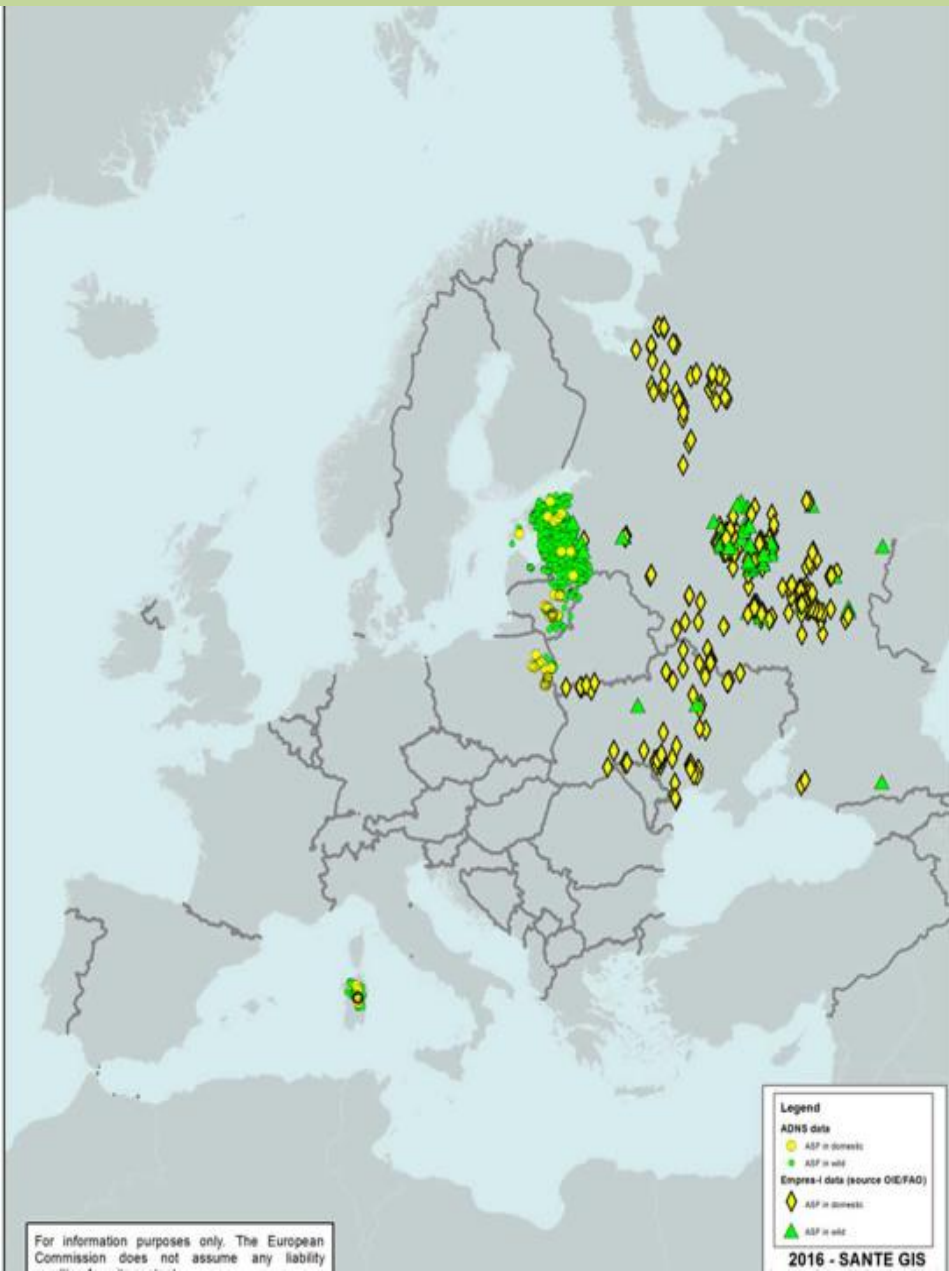 Legend
ADNS data
ASF in domestic
ASF in wild
Empres-i data (source OIE/FAO)
ASF in domestic
ASF in wild
2016 - SANTE GIS
For information purposes only. The European
Commission does not assume any liability